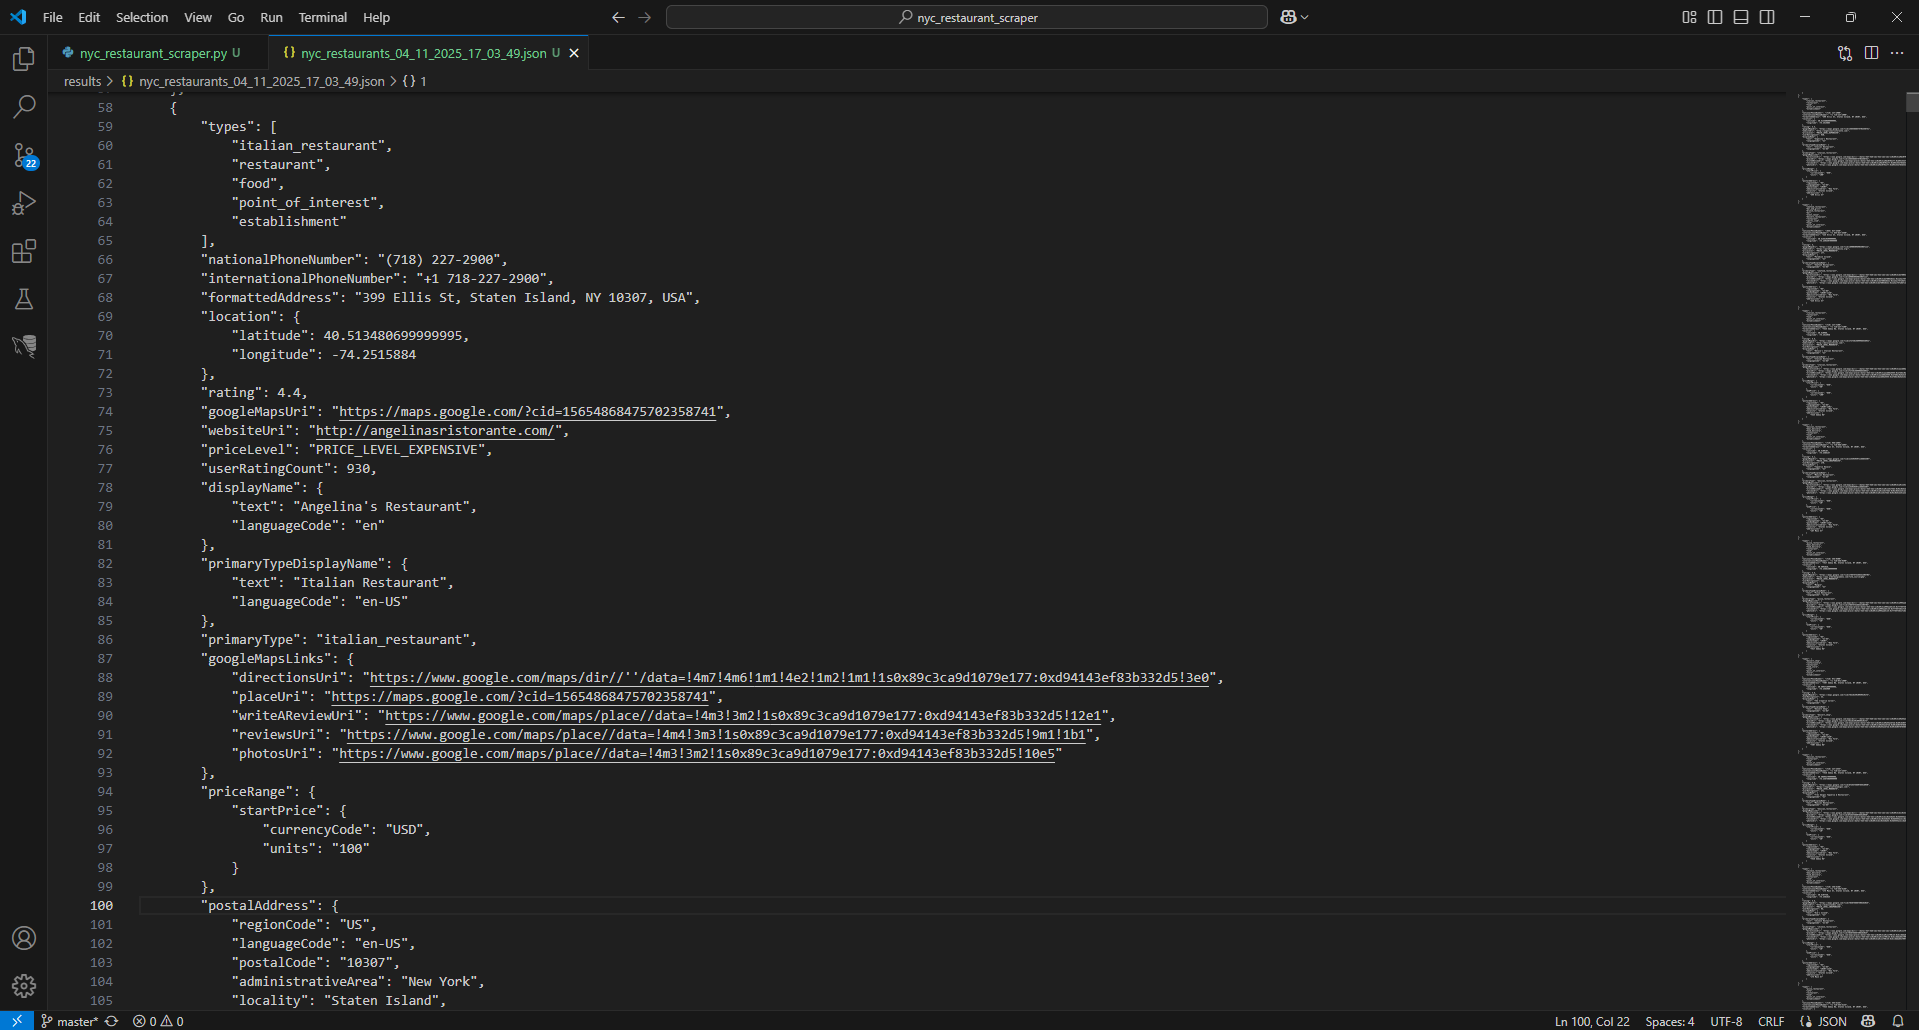 File Edit Selection View Go Run Terminal Help
nyc_restaurant_scraper
nyc_restaurant_scraper.py U
{} nyc_restaurants_04_11_2025_17_03_49.json U
results > {} nyc_restaurants_04_11_2025_17_03_49.json > {} 1
58 {
59 "types": [
60 "italian_restaurant",
61 "restaurant",
62 "food",
63 "point_of_interest",
64 "establishment"
65 ],
66 "nationalPhoneNumber": "(718) 227-2900",
67 "internationalPhoneNumber": "+1 718-227-2900",
68 "formattedAddress": "399 Ellis St, Staten Island, NY 10307, USA",
69 "location": {
70 "latitude": 40.513480699999995,
71 "longitude": -74.2515884
72 },
73 "rating": 4.4,
74 "googleMapsUri": "https://maps.google.com/?cid=15654868475702358741",
75 "websiteUri": "http://angelinasristorante.com/",
76 "priceLevel": "PRICE_LEVEL_EXPENSIVE",
77 "userRatingCount": 930,
78 "displayName": {
79 "text": "Angelina's Restaurant",
80 "languageCode": "en"
81 },
82 "primaryTypeDisplayName": {
83 "text": "Italian Restaurant",
84 "languageCode": "en-US"
85 },
86 "primaryType": "italian_restaurant",
87 "googleMapsLinks": {
88 "directionsUri": "https://www.google.com/maps/dir//''/data=!4m7!4m6!1m1!4e2!1m2!1m1!1s0x89c3ca9d1079e177:0xd94143ef83b332d5!3e0",
89 "placeUri": "https://maps.google.com/?cid=15654868475702358741",
90 "writeAReviewUri": "https://www.google.com/maps/place//data=!4m3!3m2!1s0x89c3ca9d1079e177:0xd94143ef83b332d5!12e1",
91 "reviewsUri": "https://www.google.com/maps/place//data=!4m4!3m3!1s0x89c3ca9d1079e177:0xd94143ef83b332d5!9m1!1b1",
92 "photosUri": "https://www.google.com/maps/place//data=!4m3!3m2!1s0x89c3ca9d1079e177:0xd94143ef83b332d5!10e5"
93 },
94 "priceRange": {
95 "startPrice": {
96 "currencyCode": "USD",
97 "units": "100"
98 }
99 },
100 "postalAddress": {
101 "regionCode": "US",
102 "languageCode": "en-US",
103 "postalCode": "10307",
104 "administrativeArea": "New York",
105 "locality": "Staten Island",
22
master* 0 0 Ln 100, Col 22 Spaces: 4 UTF-8 CRLF {} JSON